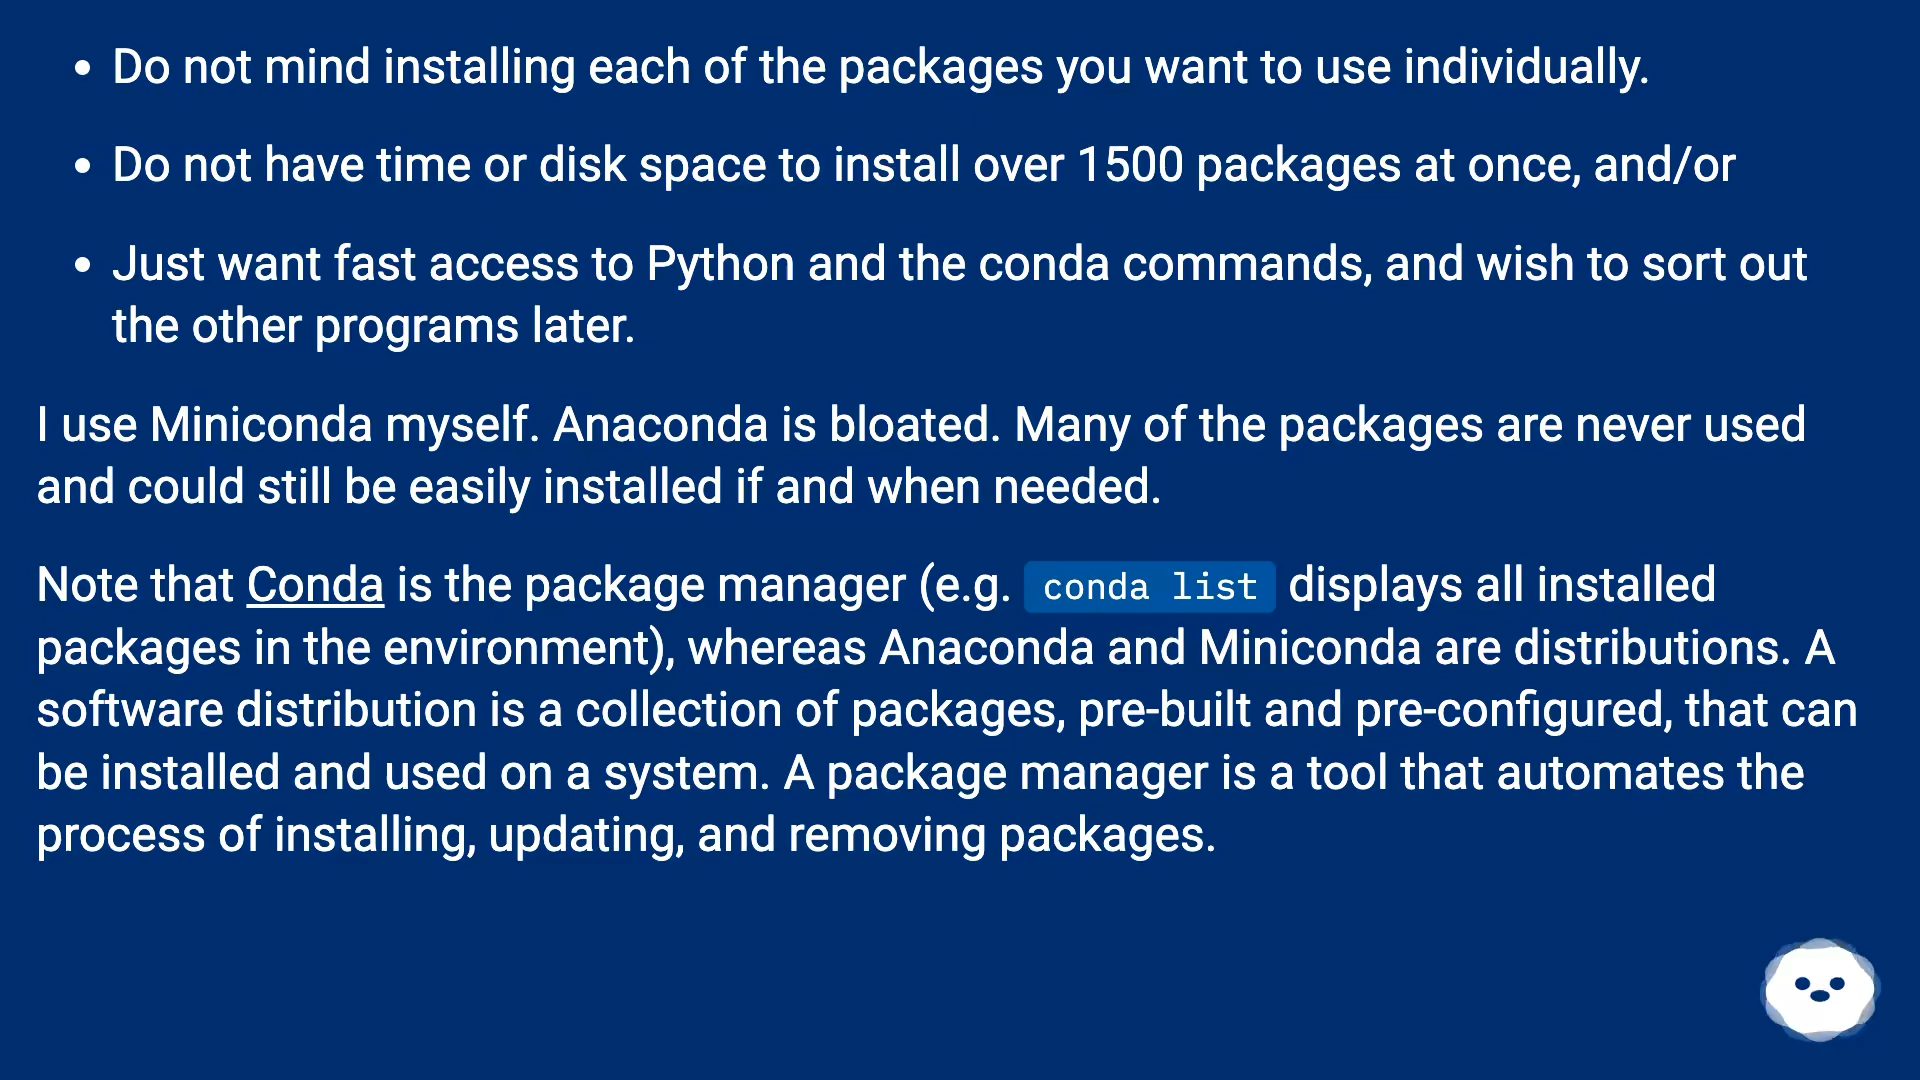 • Do not mind installing each of the packages you want to use individually.
• Do not have time or disk space to install over 1500 packages at once, and/or
• Just want fast access to Python and the conda commands, and wish to sort out
the other programs later.
I use Miniconda myself. Anaconda is bloated. Many of the packages are never used
and could still be easily installed if and when needed.
Note that Conda is the package manager (e.g. conda list displays all installed
packages in the environment), whereas Anaconda and Miniconda are distributions. A
software distribution is a collection of packages, pre-built and pre-configured, that can
be installed and used on a system. A package manager is a tool that automates the
process of installing, updating, and removing packages.